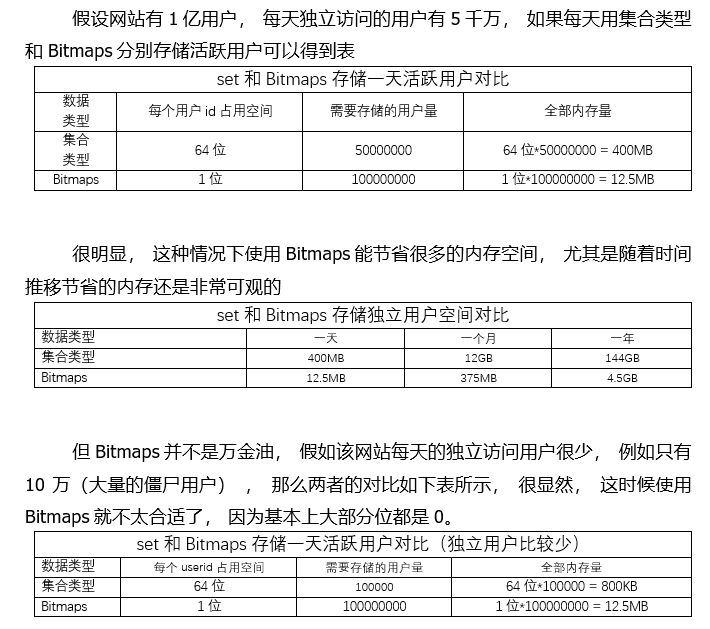 假设网站有 1 亿用户， 每天独立访问的用户有 5 千万， 如果每天用集合类型
和 Bitmaps 分别存储活跃用户可以得到表
set 和 Bitmaps 存储一天活跃用户对比
数据
类型
每个用户 id 占用空间
需要存储的用户量
全部内存量
集合
类型
64 位
50000000
64 位*50000000 = 400MB
Bitmaps
1 位
100000000
1 位*100000000 = 12.5MB
很明显， 这种情况下使用 Bitmaps 能节省很多的内存空间， 尤其是随着时间
推移节省的内存还是非常可观的
set 和 Bitmaps 存储独立用户空间对比
数据类型
一天
一个月
一年
集合类型
400MB
12GB
144GB
Bitmaps
12.5MB
375MB
4.5GB
但 Bitmaps 并不是万金油， 假如该网站每天的独立访问用户很少， 例如只有
10 万（大量的僵尸用户） ， 那么两者的对比如下表所示， 很显然， 这时候使用
Bitmaps 就不太合适了， 因为基本上大部分位都是 0。
set 和 Bitmaps 存储一天活跃用户对比（独立用户比较少）
数据类型
每个 userid 占用空间
需要存储的用户量
全部内存量
集合类型
64 位
100000
64 位*100000 = 800KB
Bitmaps
1 位
100000000
1 位*100000000 = 12.5MB